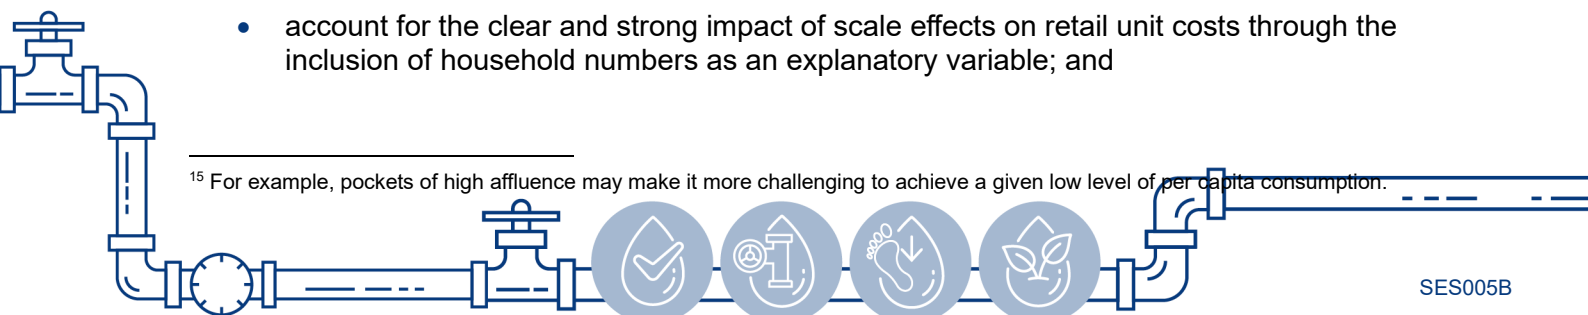 • account for the clear and strong impact of scale effects on retail unit costs through the
inclusion of household numbers as an explanatory variable; and
15 For example, pockets of high affluence may make it more challenging to achieve a given low level of per capita consumption.
SES005B